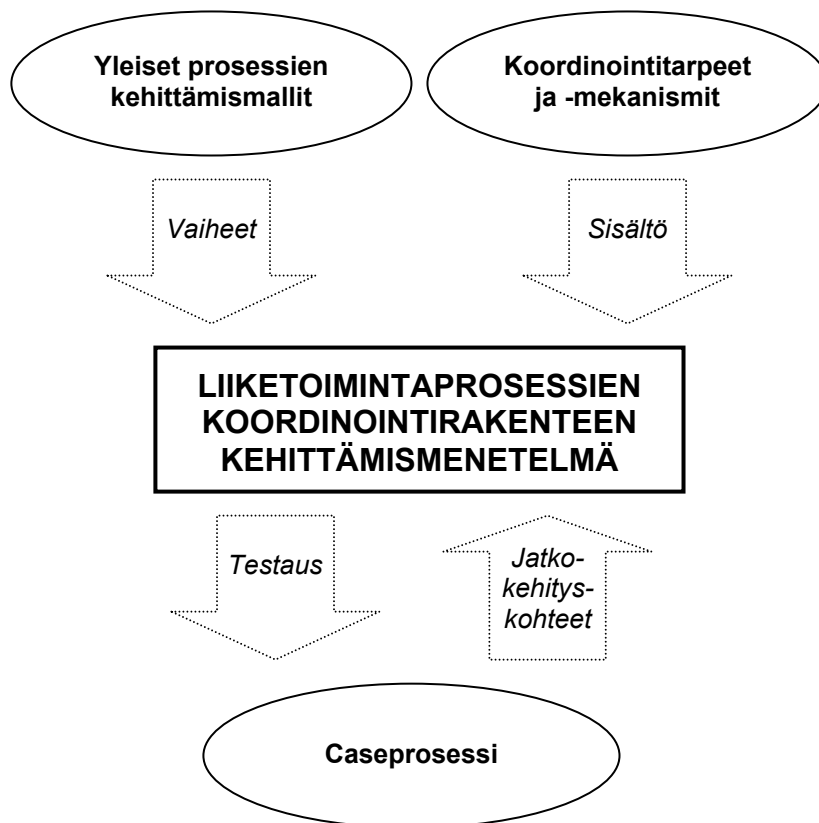 Yleiset prosessien
kehittämismallit
Koordinointitarpeet
ja -mekanismit
Vaiheet
Sisältö
LIIKETOIMINTAPROSESSIEN
KOORDINOINTIRAKENTEEN
KEHITTÄMISMENETELMÄ
Testaus
Jatko-
kehitys-
kohteet
Caseprosessi